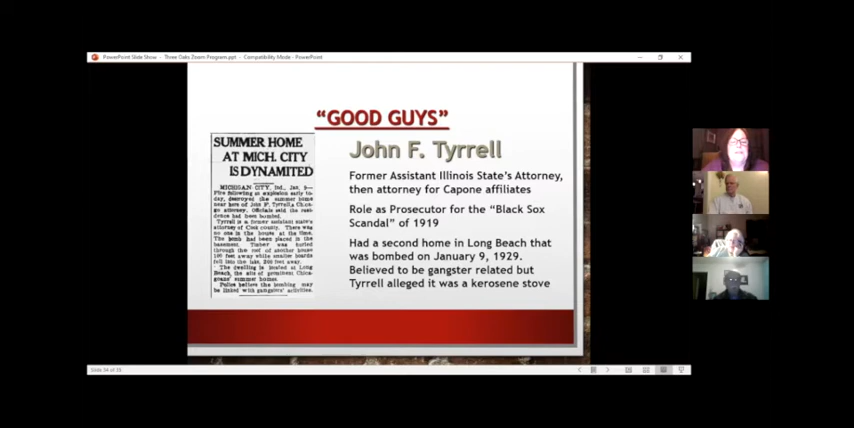 PowerPoint Slide Show - Three Oaks Zoom Program.ppt - Compatibility Mode - PowerPoint
"GOOD GUYS"
SUMMER HOME
AT MICH. CITY
IS DYNAMITED
MICHIGAN CITY, Ind., Jan. 9—
Fire following an explosion early to-
day, destroyed the summer home
near here of John F. Tyrrell, a Chi-
go attorney. Officials said the resi-
dence had been bombed.
Tyrrell is a former assistant state's
attorney of Cook county. There was
no one in the house at the time.
The bomb had been placed in the
basement. Timber was hurled
through the roof of another house
100 feet away while smaller boards
fell into the lake, 200 feet away.
The dwelling is located at Long
Beach, the site of prominent Chica-
goans' summer homes.
Police believe the bombing may
be linked with gangsters' activities.
John F. Tyrrell
Former Assistant Illinois State's Attorney,
then attorney for Capone affiliates
Role as Prosecutor for the "Black Sox
Scandal" of 1919
Had a second home in Long Beach that
was bombed on January 9, 1929.
Believed to be gangster related but
Tyrrell alleged it was a kerosene stove